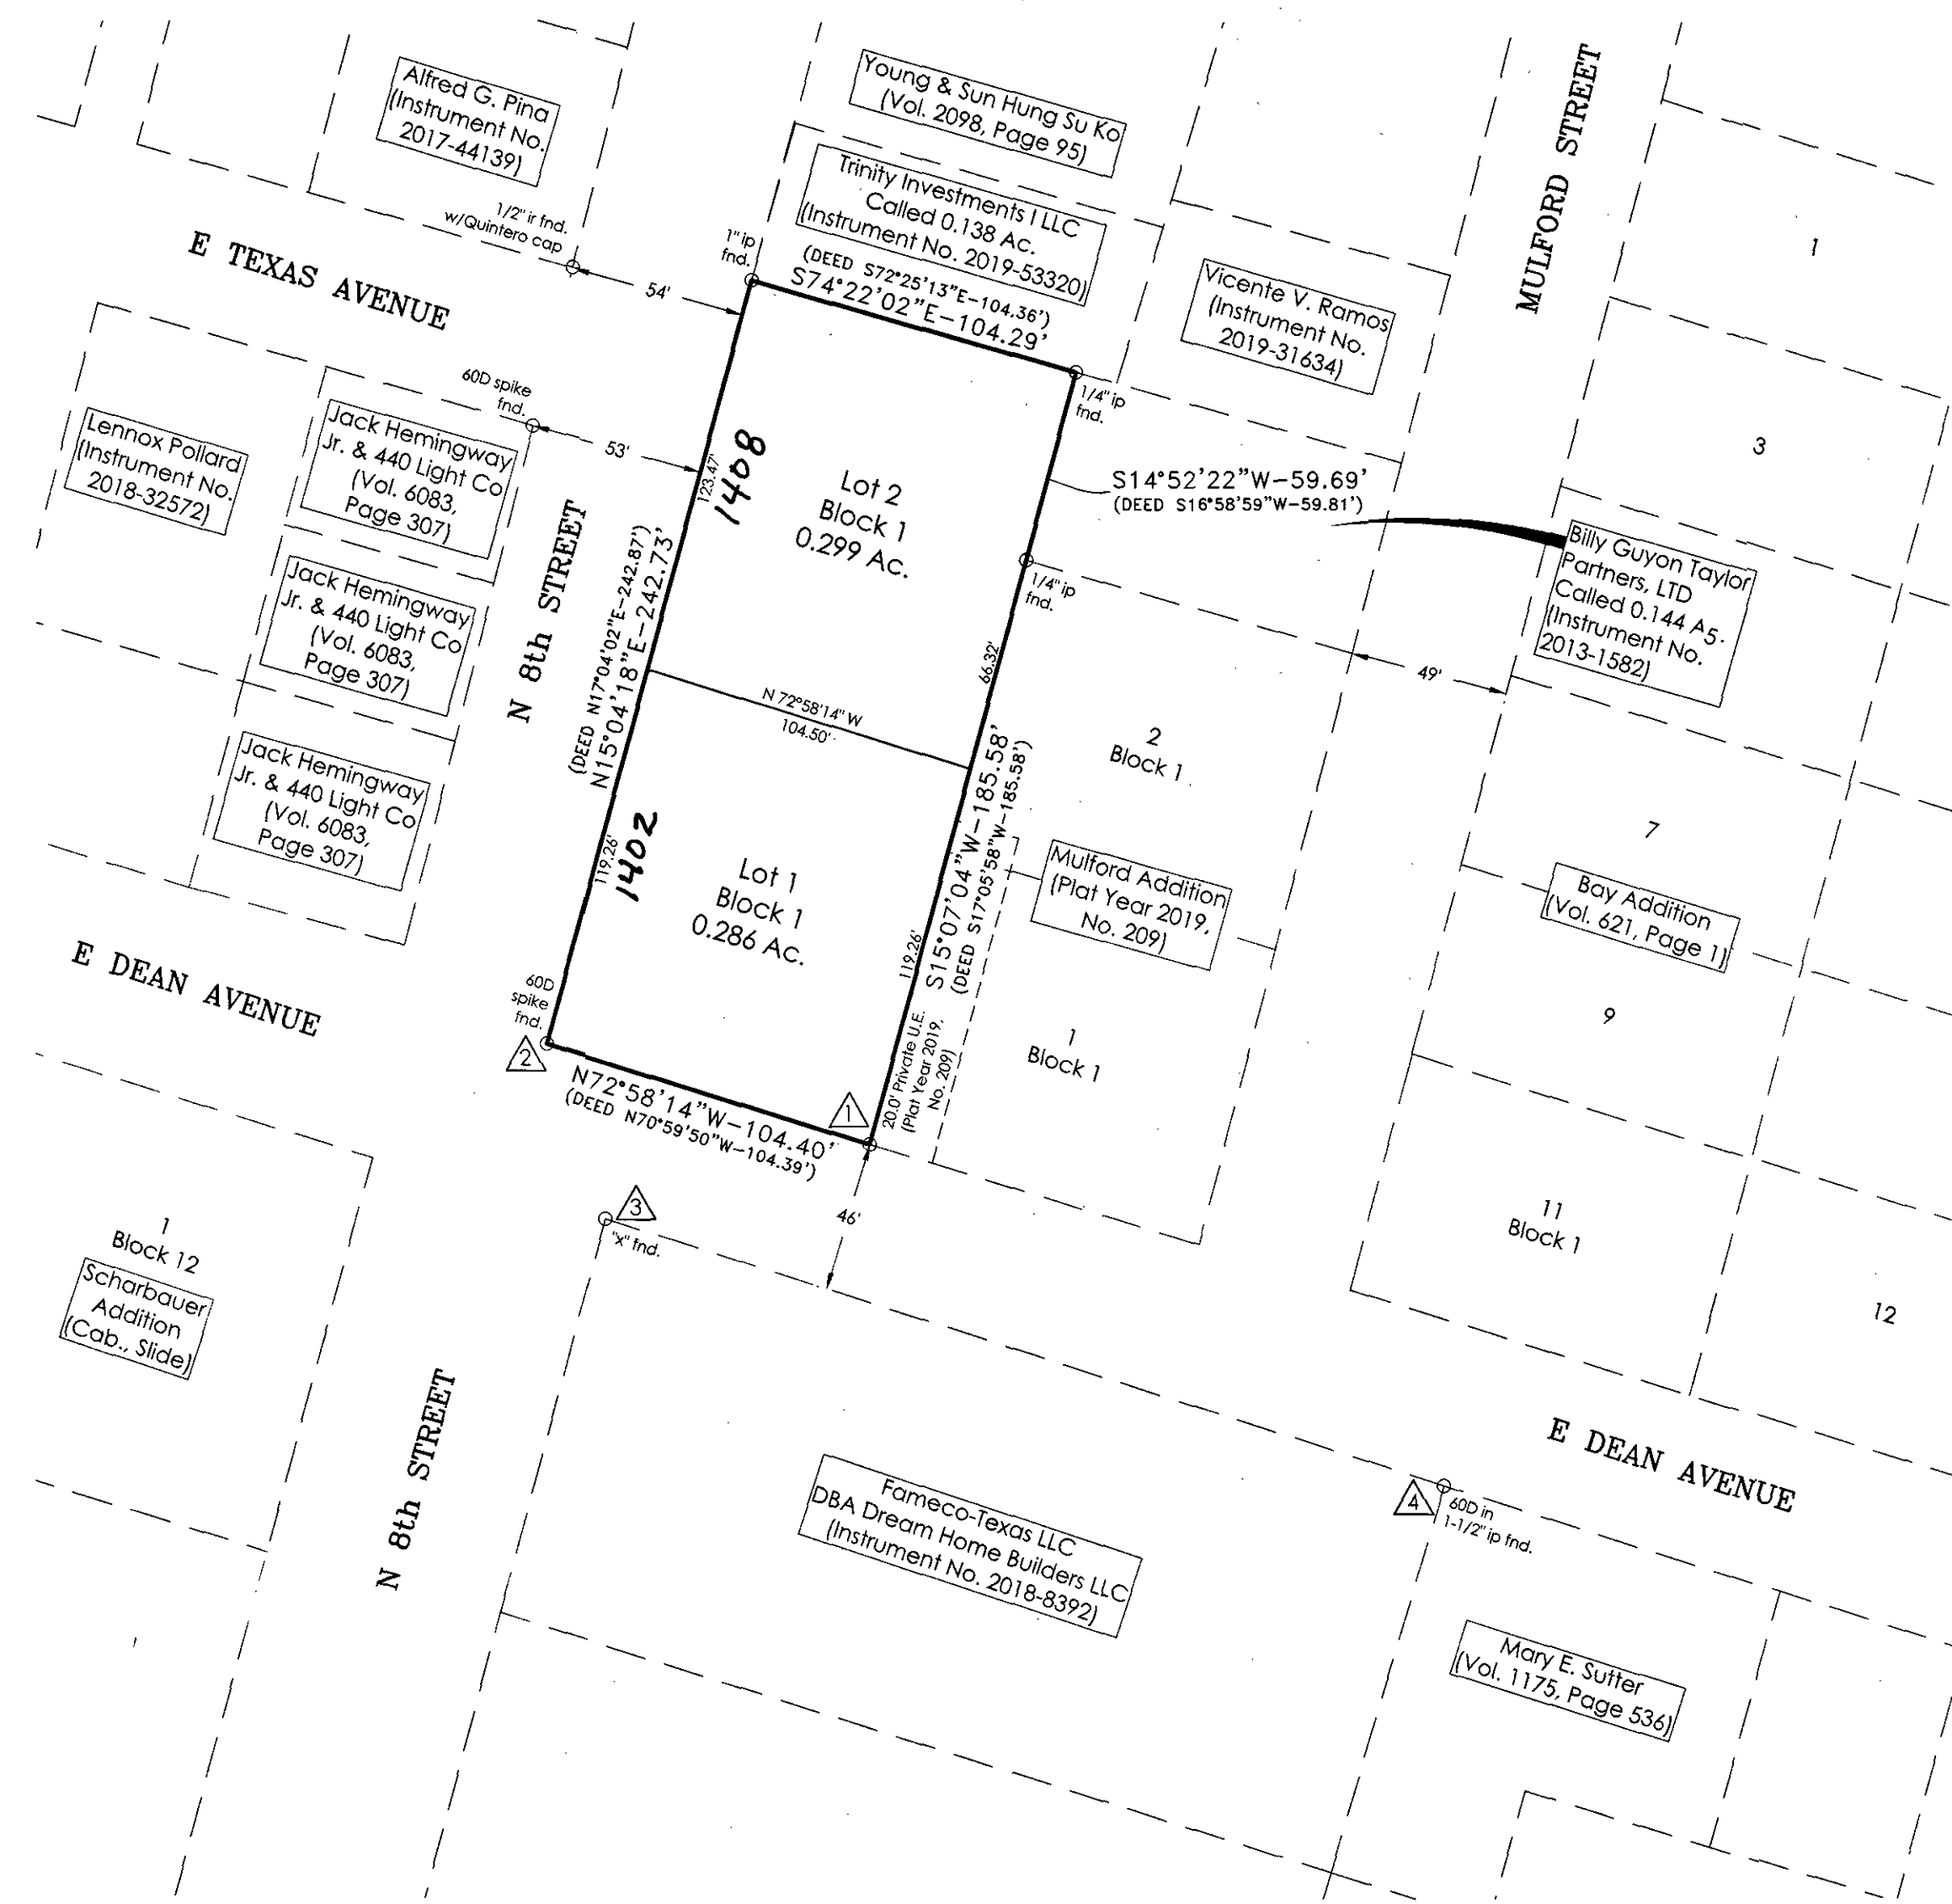 Alfred G. Pina
(Instrument No.
2017-44139)
Young & Sun Hung Su Ko
(Vol. 2098, Page 95)
MULFORD STREET
1
Trinity Investments I LLC
Called 0.138 Ac.
(Instrument No. 2019-53320)
1/2" ir fnd.
w/Quintero cap
E TEXAS AVENUE
54'
1" ip
fnd.
(DEED S72°25'13"E-104.36')
S74°22'02"E-104.29'
Vicente V. Ramos
(Instrument No.
2019-31634)
3
60D spike
fnd.
53'
1/4" ip
fnd.
Lennox Pollard
(Instrument No.
2018-32572)
Jack Hemingway
Jr. & 440 Light Co
(Vol. 6083,
Page 307)
123.47'
1408
Lot 2
Block 1
0.299 Ac.
S14°52'22"W-59.69'
(DEED S16°58'59"W-59.81')
Billy Guyon Taylor
Partners, LTD
Called 0.144 A5.
(Instrument No.
2013-1582)
Jack Hemingway
Jr. & 440 Light Co
(Vol. 6083,
Page 307)
N 8th STREET
(DEED N17°04'02"E-242.87')
N15°04'18"E-242.73'
1/4" ip
fnd.
66.32'
49'
N 72°58'14" W
104.50'
2
Block 1
Jack Hemingway
Jr. & 440 Light Co
(Vol. 6083,
Page 307)
S15°07'04"W-185.58'
(DEED S17°05'58"W-185.58')
7
119.26'
1402
Lot 1
Block 1
0.286 Ac.
119.26'
Mulford Addition
(Plat Year 2019,
No. 209)
Bay Addition
(Vol. 621, Page 1)
E DEAN AVENUE
60D
spike
fnd.
2
9
20.0' Private U.E.
(Plat Year 2019,
No. 209)
1
Block 1
N72°58'14"W-104.40'
(DEED N70°59'50"W-104.39')
1
3
"x" fnd.
46'
11
Block 1
1
Block 12
Scharbauer
Addition
(Cab., Slide)
12
N 8th STREET
E DEAN AVENUE
4
60D in
1-1/2" ip fnd.
Fameco-Texas LLC
DBA Dream Home Builders LLC
(Instrument No. 2018-8392)
Mary E. Sutter
(Vol. 1175, Page 536)